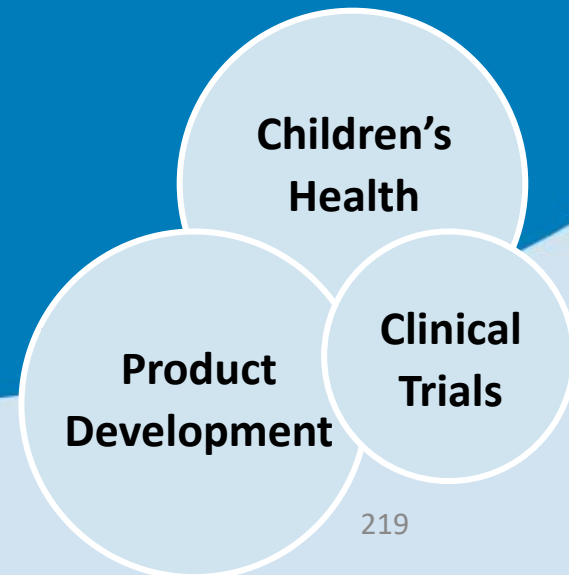 Children’s
Health
Clinical
Trials
Product
Development
219